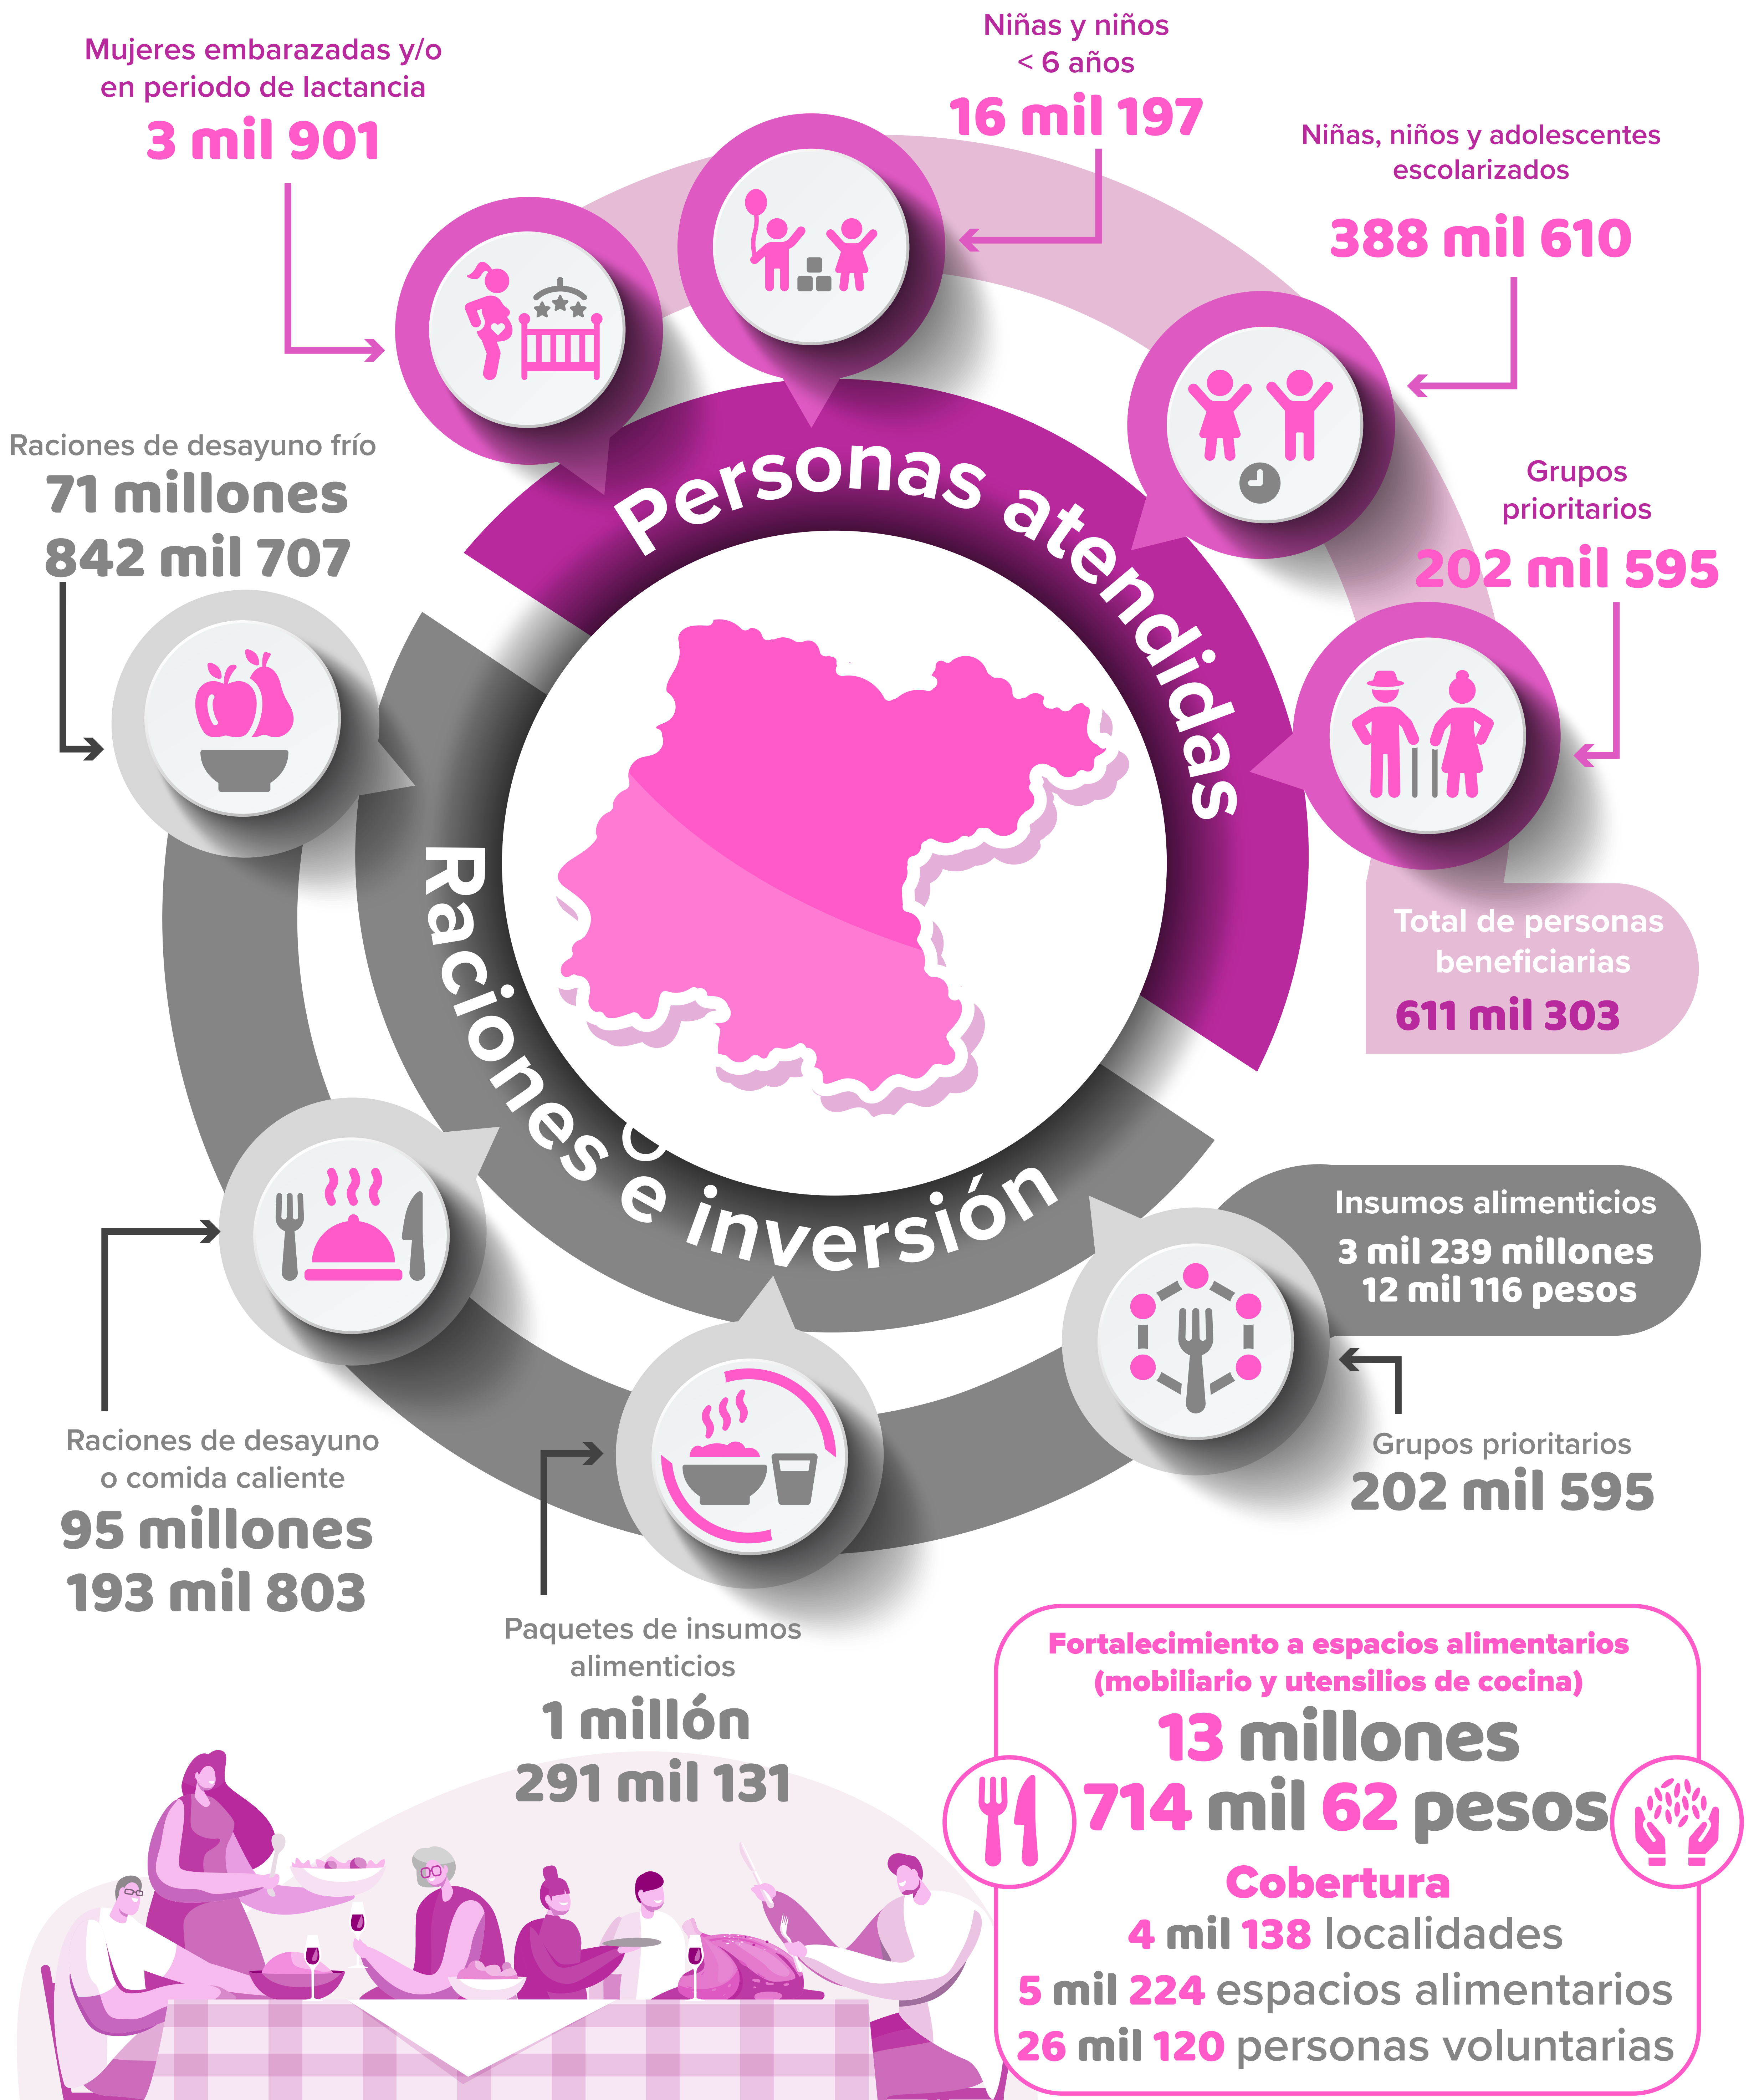 Mujeres embarazadas y/o
en periodo de lactancia
3 mil 901
Niñas y niños
< 6 años
16 mil 197
Niñas, niños y adolescentes
escolarizados
388 mil 610
Grupos
prioritarios
202 mil 595
Personas atendidas
Total de personas
beneficiarias
611 mil 303
Raciones de desayuno frío
71 millones
842 mil 707
Raciones e inversión
Raciones de desayuno
o comida caliente
95 millones
193 mil 803
Paquetes de insumos
alimenticios
1 millón
291 mil 131
Insumos alimenticios
3 mil 239 millones
12 mil 116 pesos
Grupos prioritarios
202 mil 595
Fortalecimiento a espacios alimentarios
(mobiliario y utensilios de cocina)
13 millones
714 mil 62 pesos
Cobertura
4 mil 138 localidades
5 mil 224 espacios alimentarios
26 mil 120 personas voluntarias